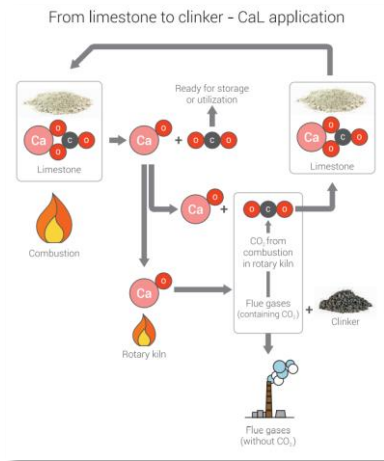 From limestone to clinker - CaL application
Ready for storage
or utilization
Ca O O C O
Limestone
Ca O + O C O
Ca O O C O
Limestone
Combustion
Ca O + O C O
CO₂ from
combustion
in rotary kiln
Ca O
Rotary kiln
Flue gases
(containing CO₂)
+
Clinker
Flue gases
(without CO₂)